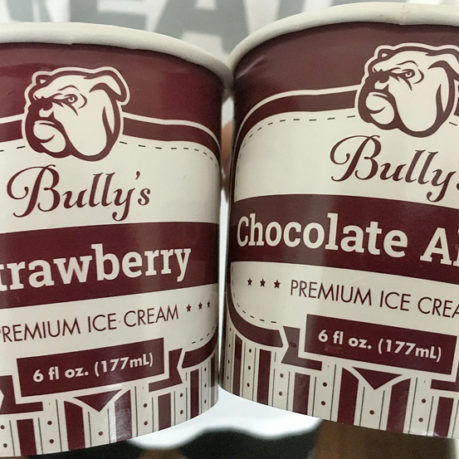 Bully's
trawberry
PREMIUM ICE CREAM
6 fl oz. (177mL)
Bully's
Chocolate Al
PREMIUM ICE CREA
6 fl oz. (177mL)